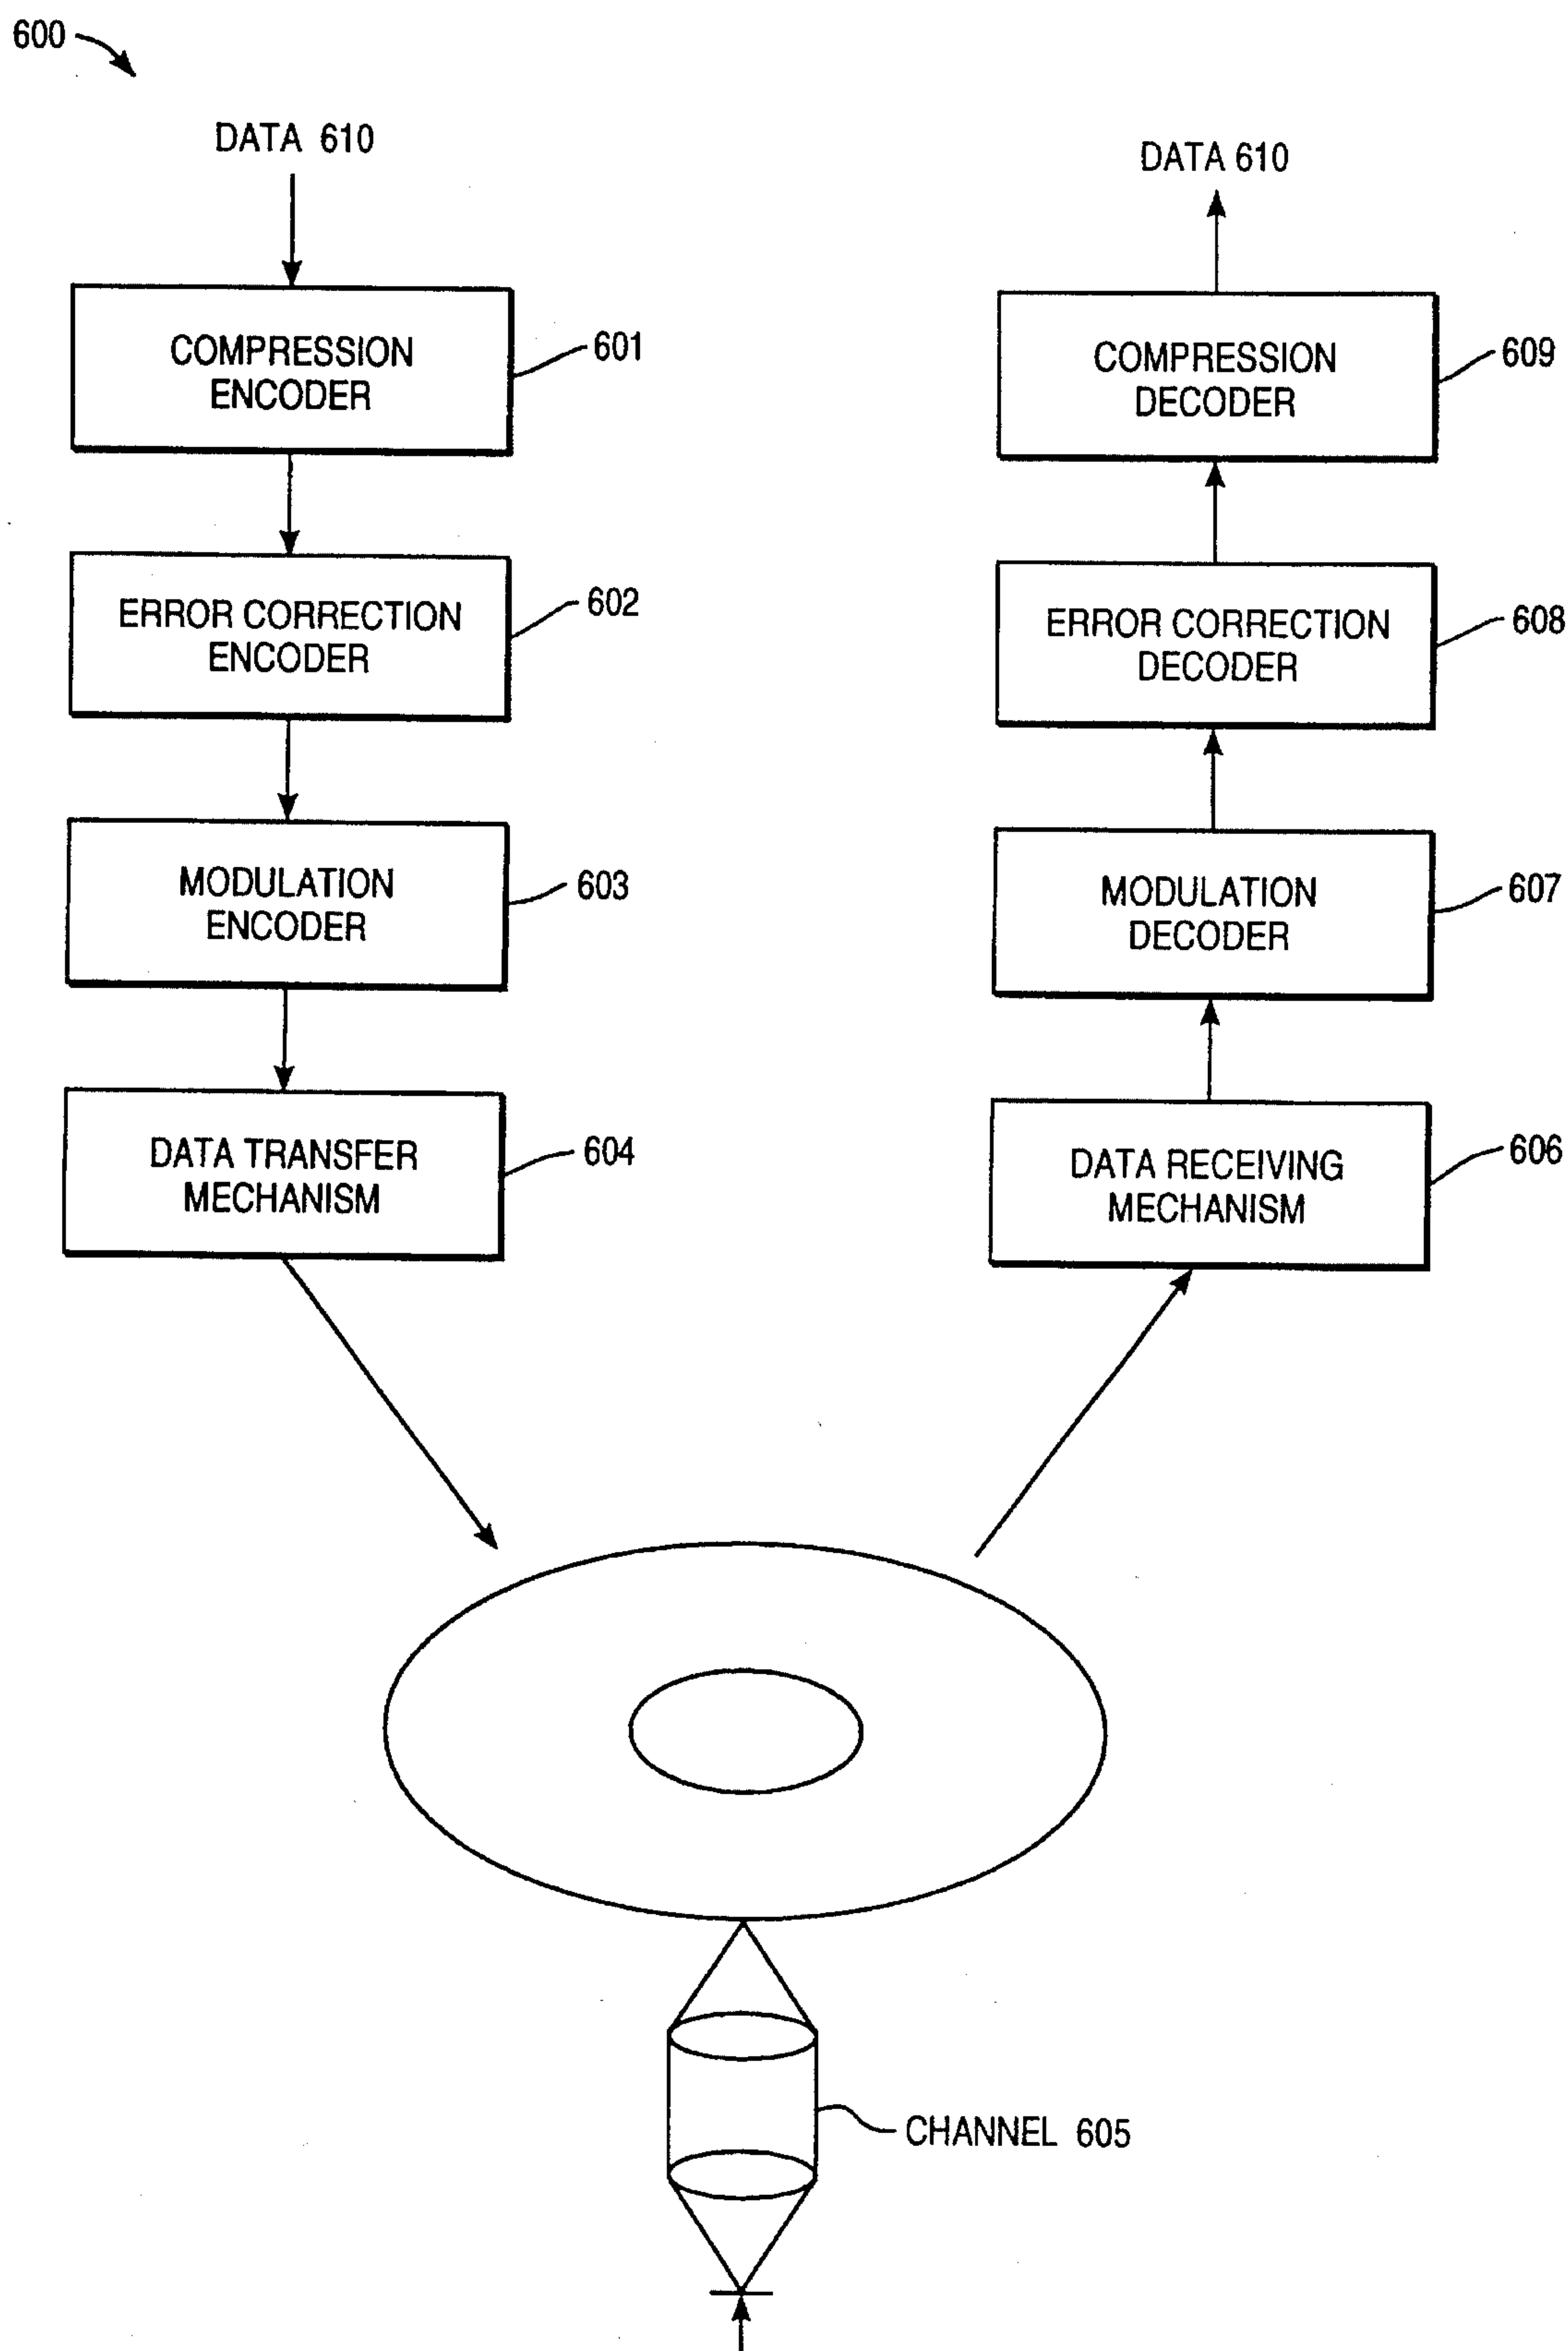 600
DATA 610
COMPRESSION
ENCODER
601
ERROR CORRECTION
ENCODER
602
MODULATION
ENCODER
603
DATA TRANSFER
MECHANISM
604
DATA 610
COMPRESSION
DECODER
609
ERROR CORRECTION
DECODER
608
MODULATION
DECODER
607
DATA RECEIVING
MECHANISM
606
CHANNEL 605